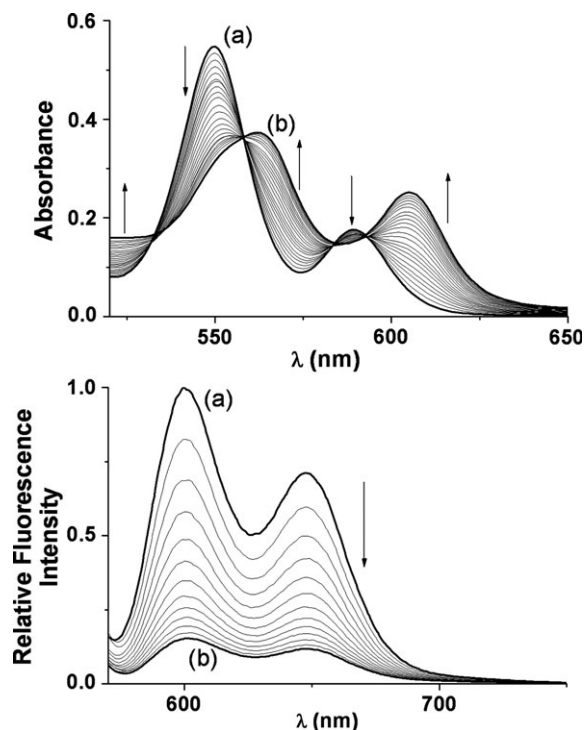 0.6
(a)
(b)
0.4
0.2
0.0
Absorbance
550
600
650
λ (nm)
1.0
(a)
0.5
(b)
0.0
Relative Fluorescence
Intensity
600
700
λ (nm)